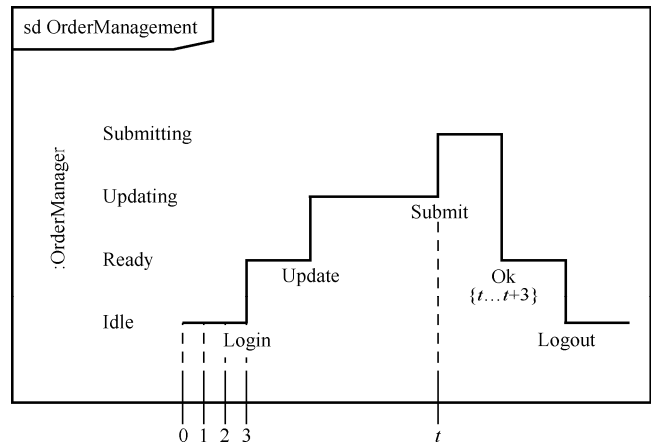 sd OrderManagement
:OrderManager
Submitting
Updating
Submit
Ready
Update
Ok
{t...t+3}
Idle
Login
Logout
0 1 2 3 t